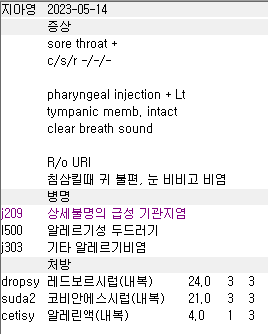 지아영 2023-05-14
증상
sore throat +
c/s/r -/-/-
pharyngeal injection + Lt
tympanic memb, intact
clear breath sound
R/o URI
침삼킬때 귀 불편, 눈 비비고 비염
병명
j209 상세불명의 급성 기관지염
l500 알레르기성 두드러기
j303 기타 알레르기비염
처방
dropsy 레드보르시럽(내복) 24,0 3 3
suda2 코비안에스시럽(내복) 21,0 3 3
cetisy 알레린액(내복) 4,0 1 3